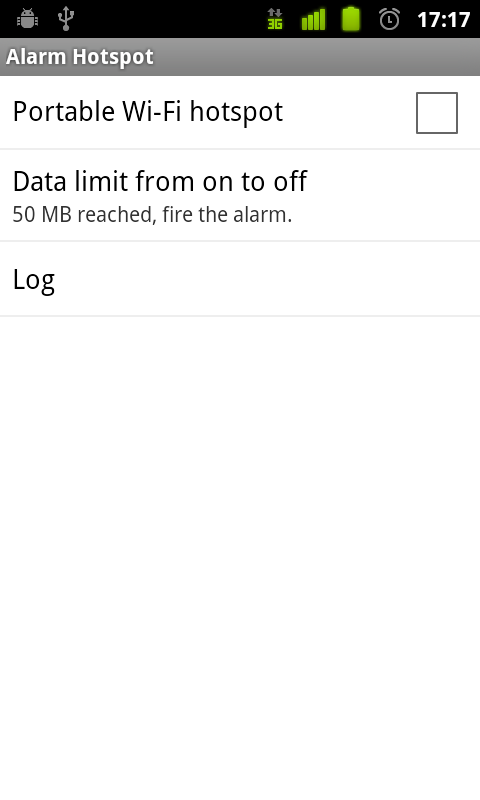 3G 17:17
Alarm Hotspot
Portable Wi-Fi hotspot
Data limit from on to off
50 MB reached, fire the alarm.
Log